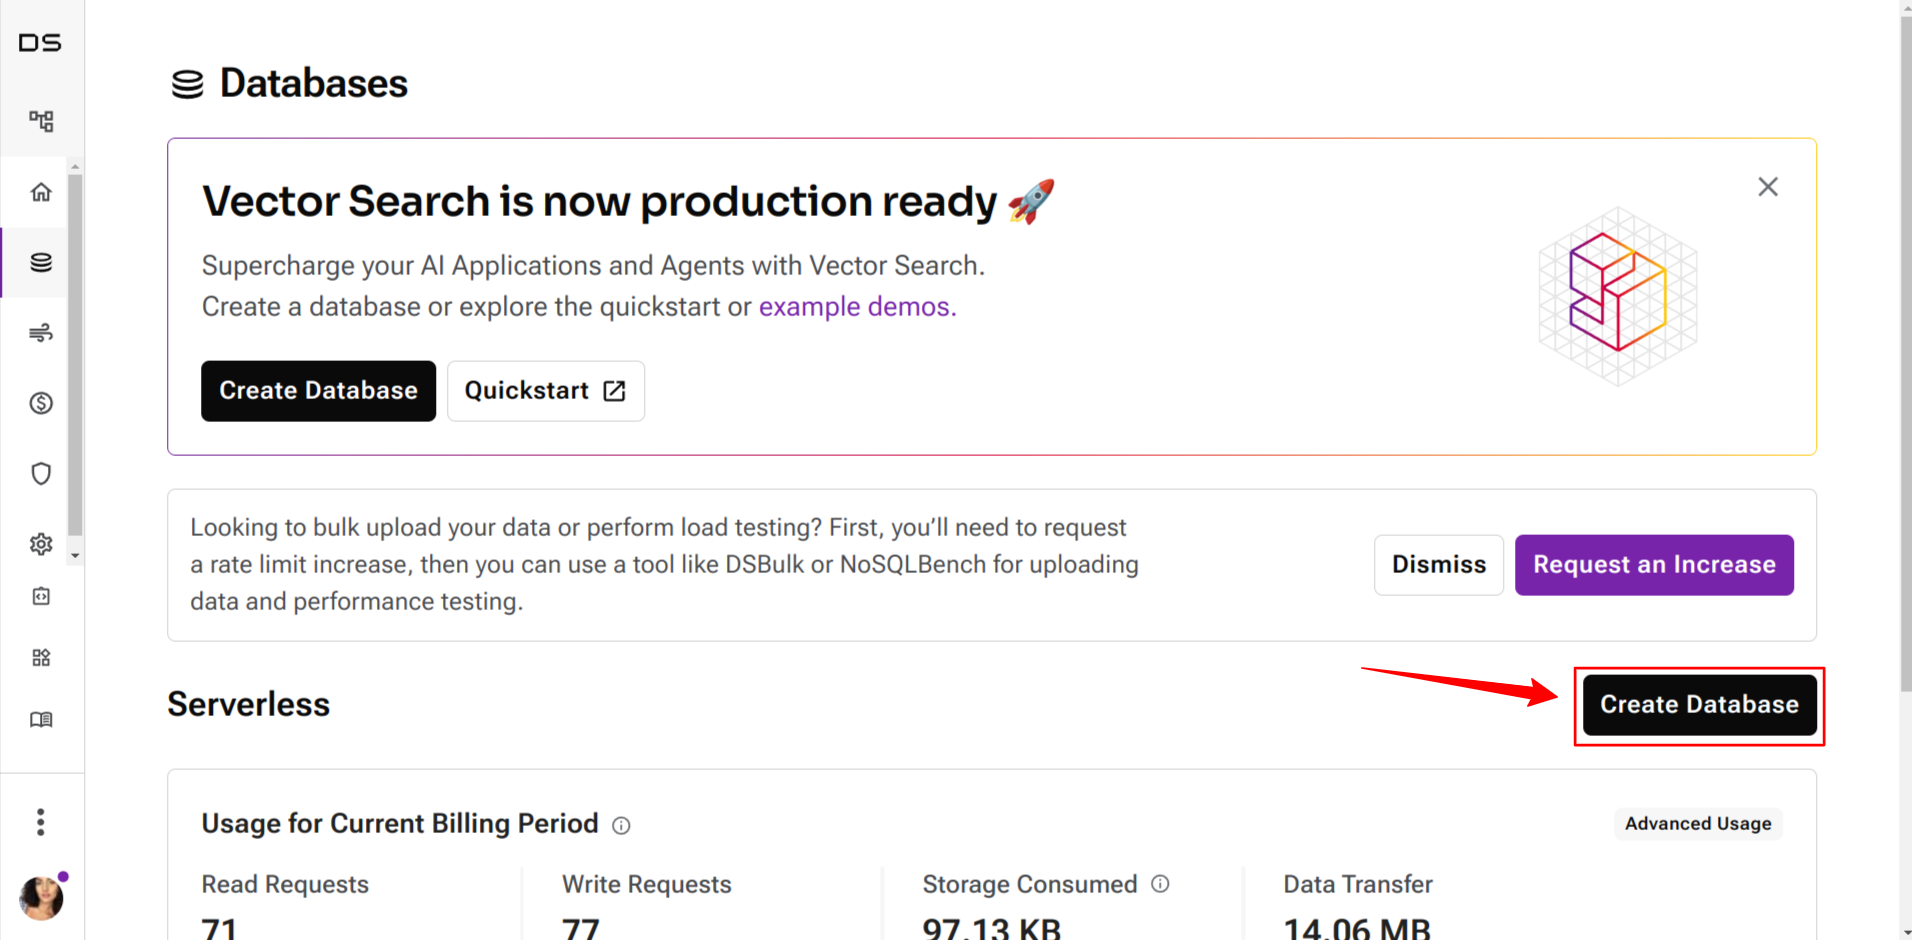 DS
Databases
Vector Search is now production ready 🚀
Supercharge your AI Applications and Agents with Vector Search.
Create a database or explore the quickstart or example demos.
Create Database
Quickstart
Looking to bulk upload your data or perform load testing? First, you’ll need to request
a rate limit increase, then you can use a tool like DSBulk or NoSQLBench for uploading
data and performance testing.
Dismiss
Request an Increase
Serverless
Create Database
Usage for Current Billing Period
Advanced Usage
Read Requests
71
Write Requests
77
Storage Consumed
97.13 KB
Data Transfer
14.06 MB